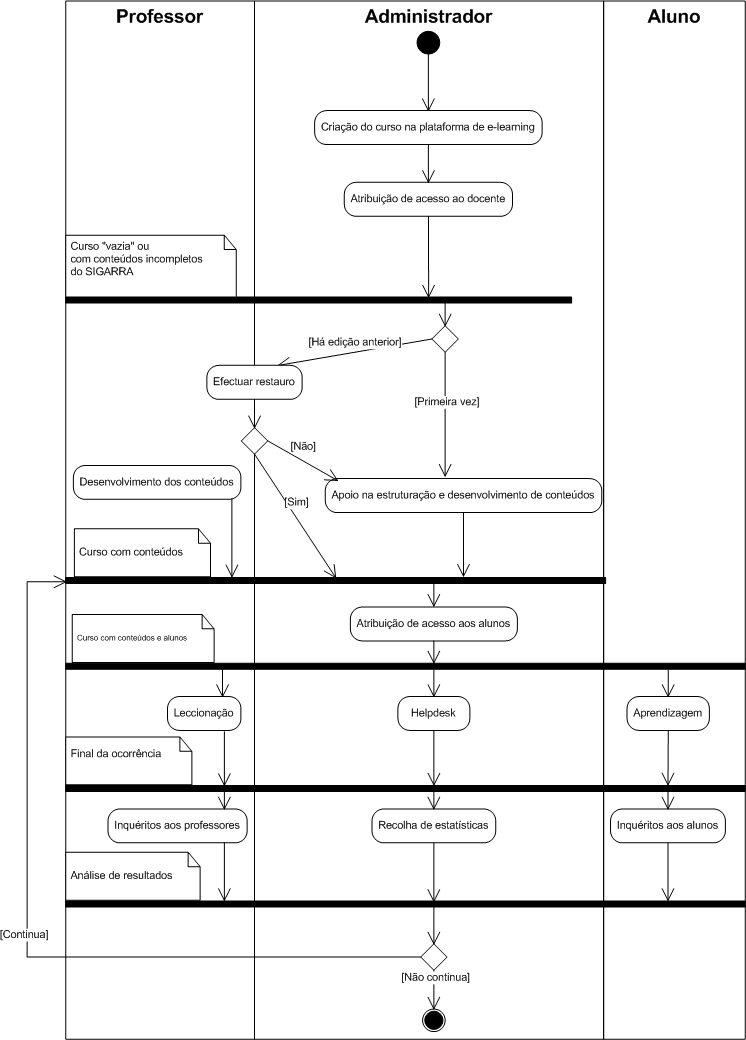 Professor
Administrador
Aluno
Criação do curso na plataforma de e-learning
Atribuição de acesso ao docente
Curso "vazia" ou
com conteúdos incompletos
do SIGARRA
[Há edição anterior]
Efectuar restauro
[Primeira vez]
[Não]
Desenvolvimento dos conteúdos
Apoio na estruturação e desenvolvimento de conteúdos
[Sim]
Curso com conteúdos
Atribuição de acesso aos alunos
Curso com conteúdos e alunos
Leccionação
Helpdesk
Aprendizagem
Final da ocorrência
Inquéritos aos professores
Recolha de estatísticas
Inquéritos aos alunos
Análise de resultados
[Continua]
[Não continua]